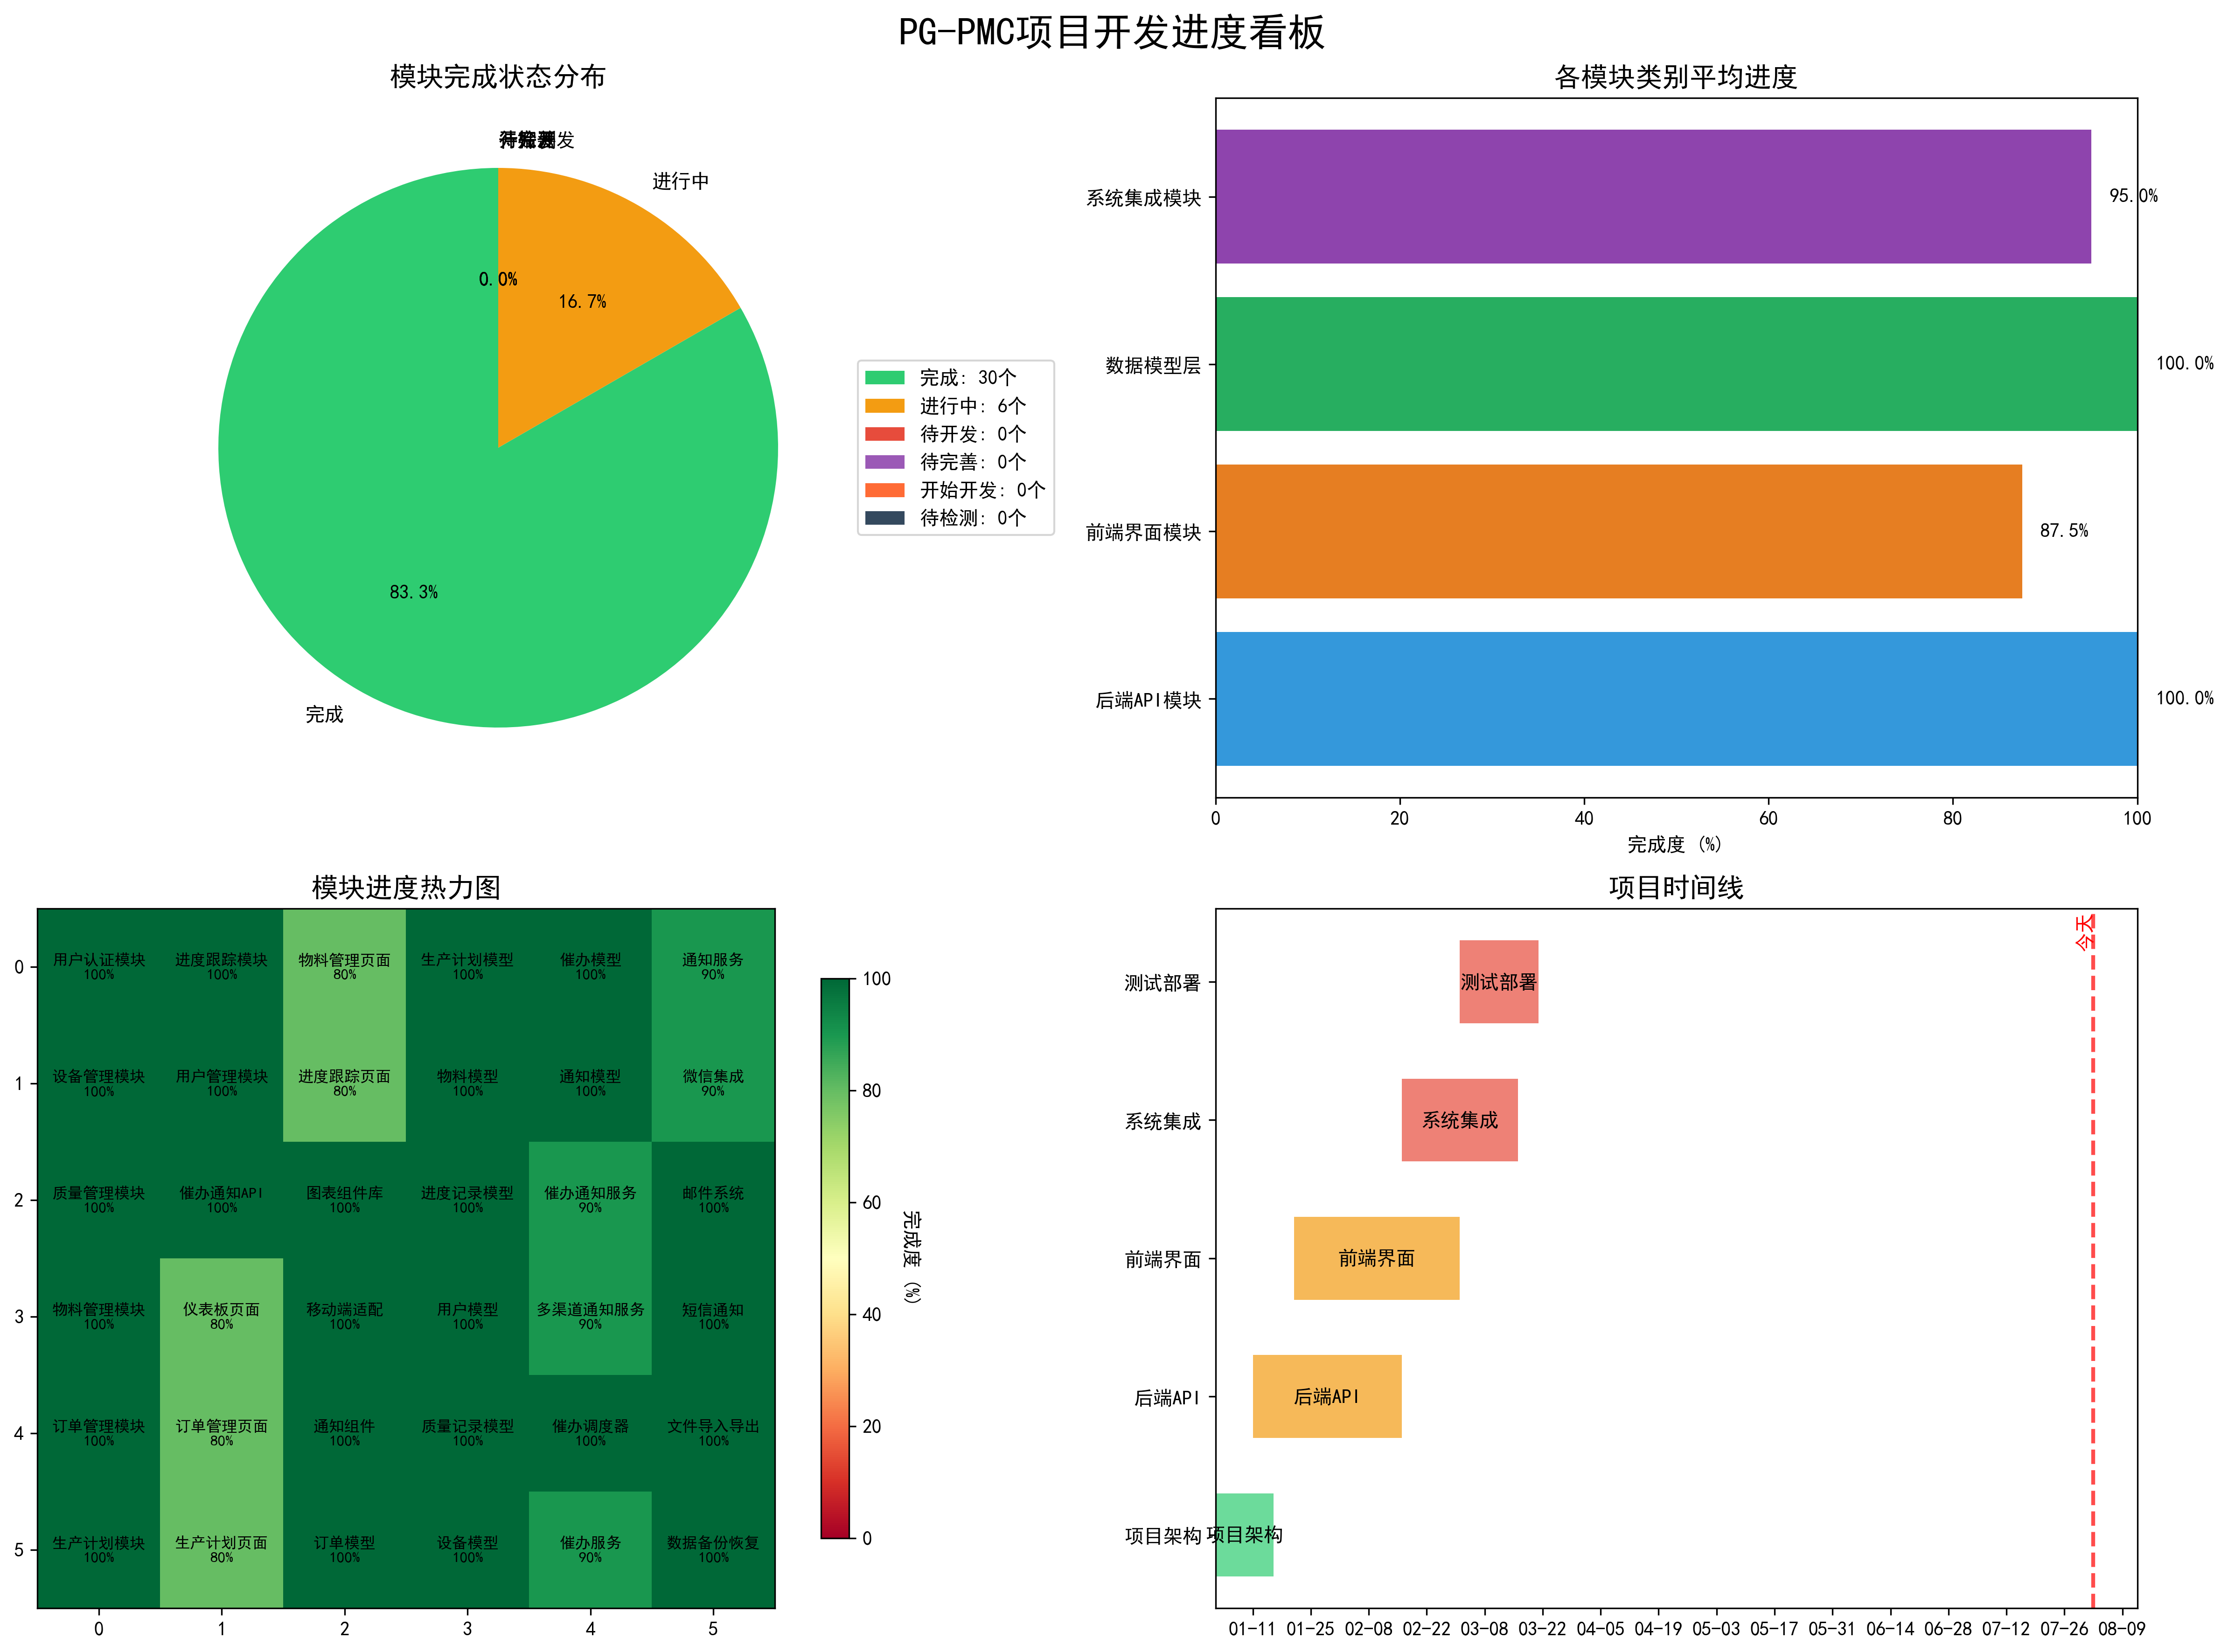 PG-PMC项目开发进度看板
模块完成状态分布
进行中
0.0%
16.7%
83.3%
完成
完成: 30个
进行中: 6个
待开发: 0个
待完善: 0个
开始开发: 0个
待检测: 0个
各模块类别平均进度
系统集成模块
95.0%
数据模型层
100.0%
前端界面模块
87.5%
后端API模块
100.0%
0 20 40 60 80 100
完成度 (%)
模块进度热力图
0
用户认证模块 进度跟踪模块 物料管理页面 生产计划模型 催办模型 通知服务
100% 100% 80% 100% 100% 90%
1
设备管理模块 用户管理模块 进度跟踪页面 物料模型 通知模型 微信集成
100% 100% 80% 100% 100% 90%
2
质量管理模块 催办通知API 图表组件库 进度记录模型 催办通知服务 邮件系统
100% 100% 100% 100% 90% 100%
3
物料管理模块 仪表板页面 移动端适配 用户模型 多渠道通知服务 短信通知
100% 80% 100% 100% 90% 100%
4
订单管理模块 订单管理页面 通知组件 质量记录模型 催办调度器 文件导入导出
100% 80% 100% 100% 100% 100%
5
生产计划模块 生产计划页面 订单模型 设备模型 催办服务 数据备份恢复
100% 80% 100% 100% 90% 100%
0 1 2 3 4 5
100
80
60
40
20
0
完成度 (%)
项目时间线
今天
测试部署 测试部署
系统集成 系统集成
前端界面 前端界面
后端API 后端API
项目架构 项目架构
01-11 01-25 02-08 02-22 03-08 03-22 04-05 04-19 05-03 05-17 05-31 06-14 06-28 07-12 07-26 08-09